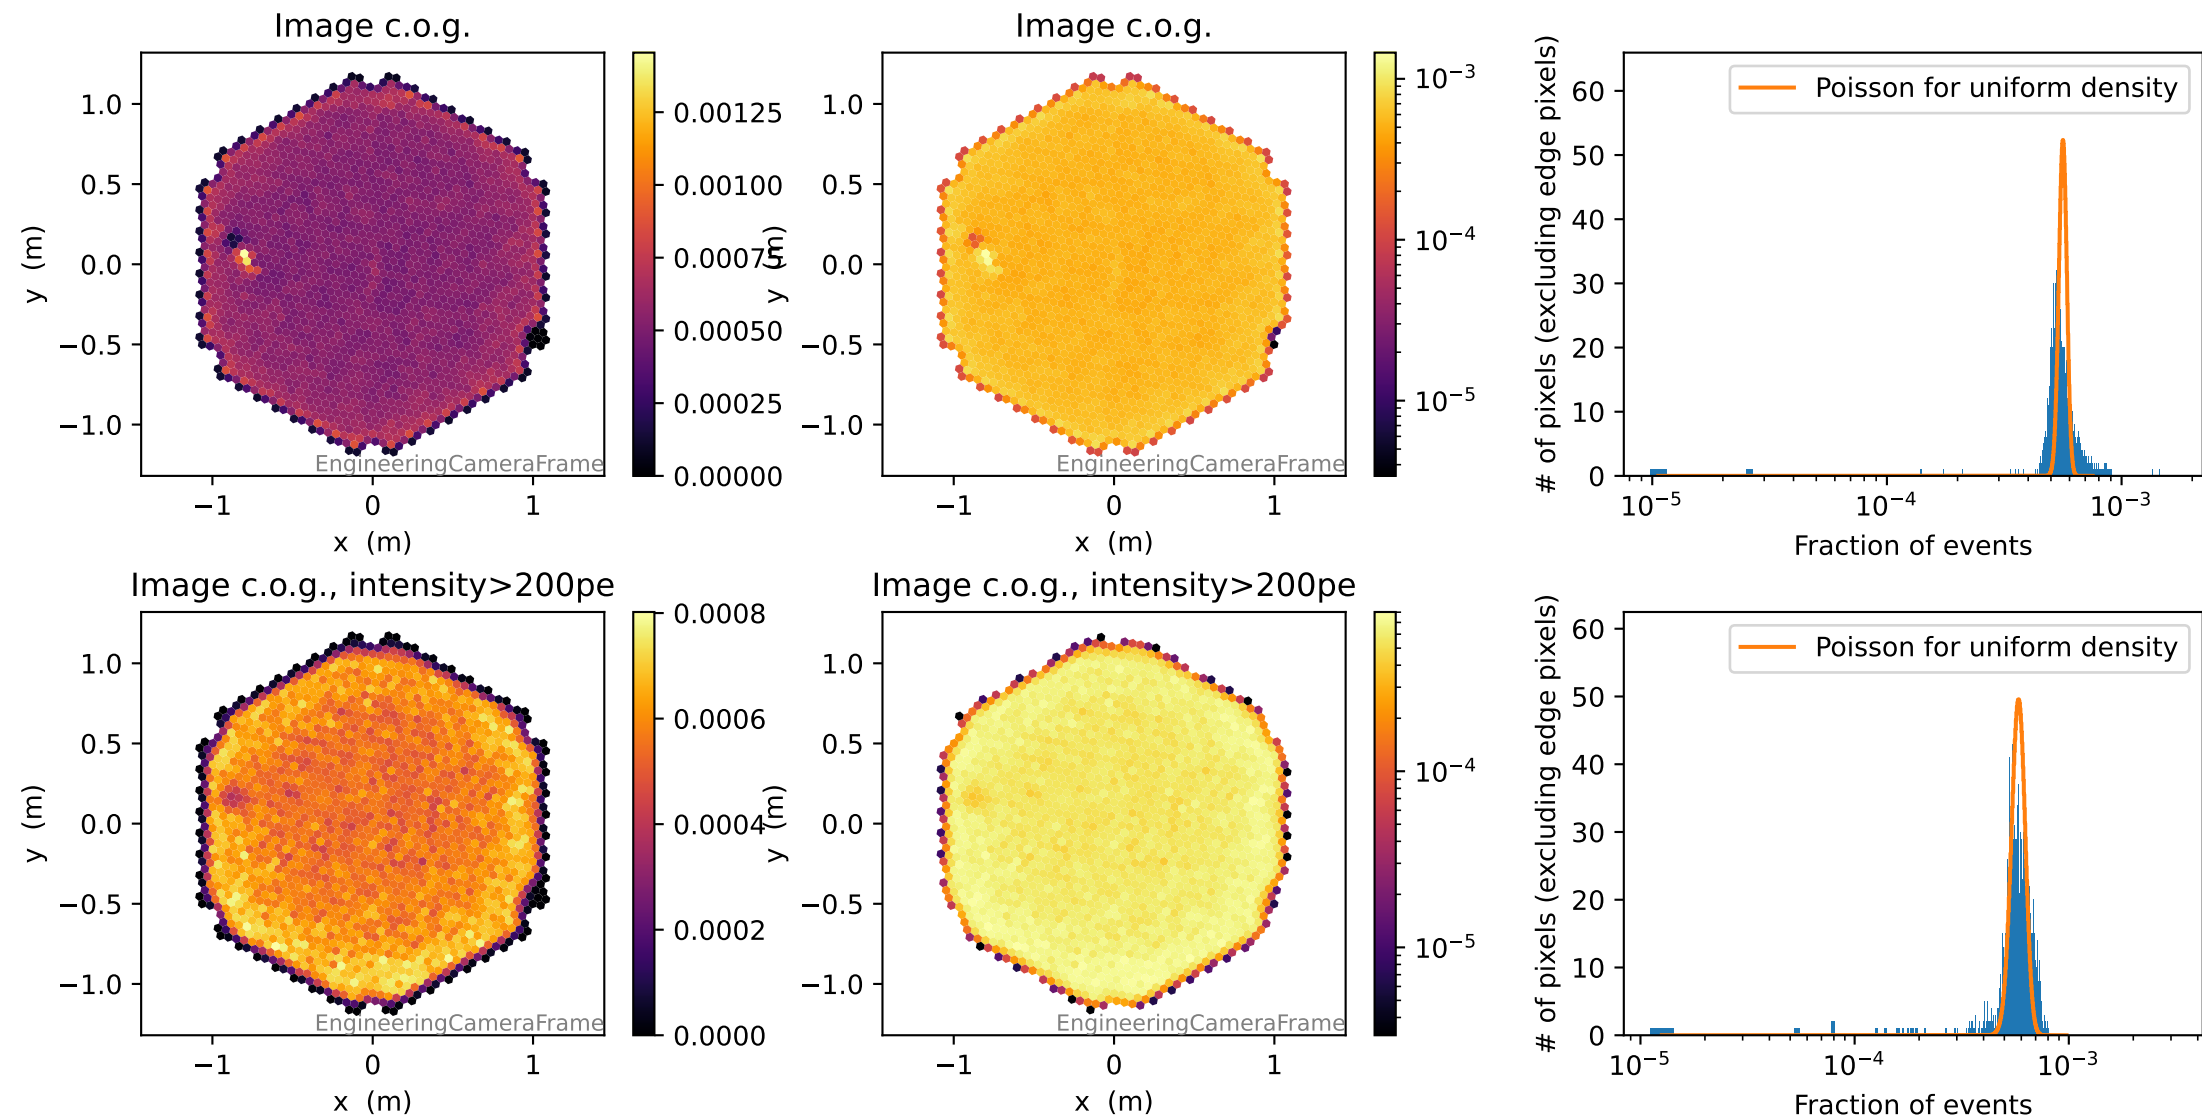 Image c.o.g.
y (m)
1.0
0.5
0.0
−0.5
−1.0
−1 0 1
x (m)
EngineeringCameraFrame
0.00125
0.00100
0.00075
0.00050
0.00025
0.00000
Image c.o.g.
y (m)
1.0
0.5
0.0
−0.5
−1.0
−1 0 1
x (m)
EngineeringCameraFrame
10⁻³
10⁻⁴
10⁻⁵
# of pixels (excluding edge pixels)
60
50
40
30
20
10
0
Poisson for uniform density
10⁻⁵ 10⁻⁴ 10⁻³
Fraction of events
Image c.o.g., intensity>200pe
y (m)
1.0
0.5
0.0
−0.5
−1.0
−1 0 1
x (m)
EngineeringCameraFrame
0.0008
0.0006
0.0004
0.0002
0.0000
Image c.o.g., intensity>200pe
y (m)
1.0
0.5
0.0
−0.5
−1.0
−1 0 1
x (m)
EngineeringCameraFrame
10⁻⁴
10⁻⁵
# of pixels (excluding edge pixels)
60
50
40
30
20
10
0
Poisson for uniform density
10⁻⁵ 10⁻⁴ 10⁻³
Fraction of events